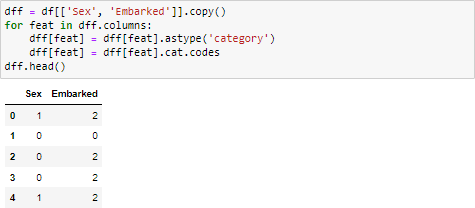 dff = df[['Sex', 'Embarked']].copy()
for feat in dff.columns:
    dff[feat] = dff[feat].astype('category')
    dff[feat] = dff[feat].cat.codes
dff.head()
Sex Embarked
0 1 2
1 0 0
2 0 2
3 0 2
4 1 2